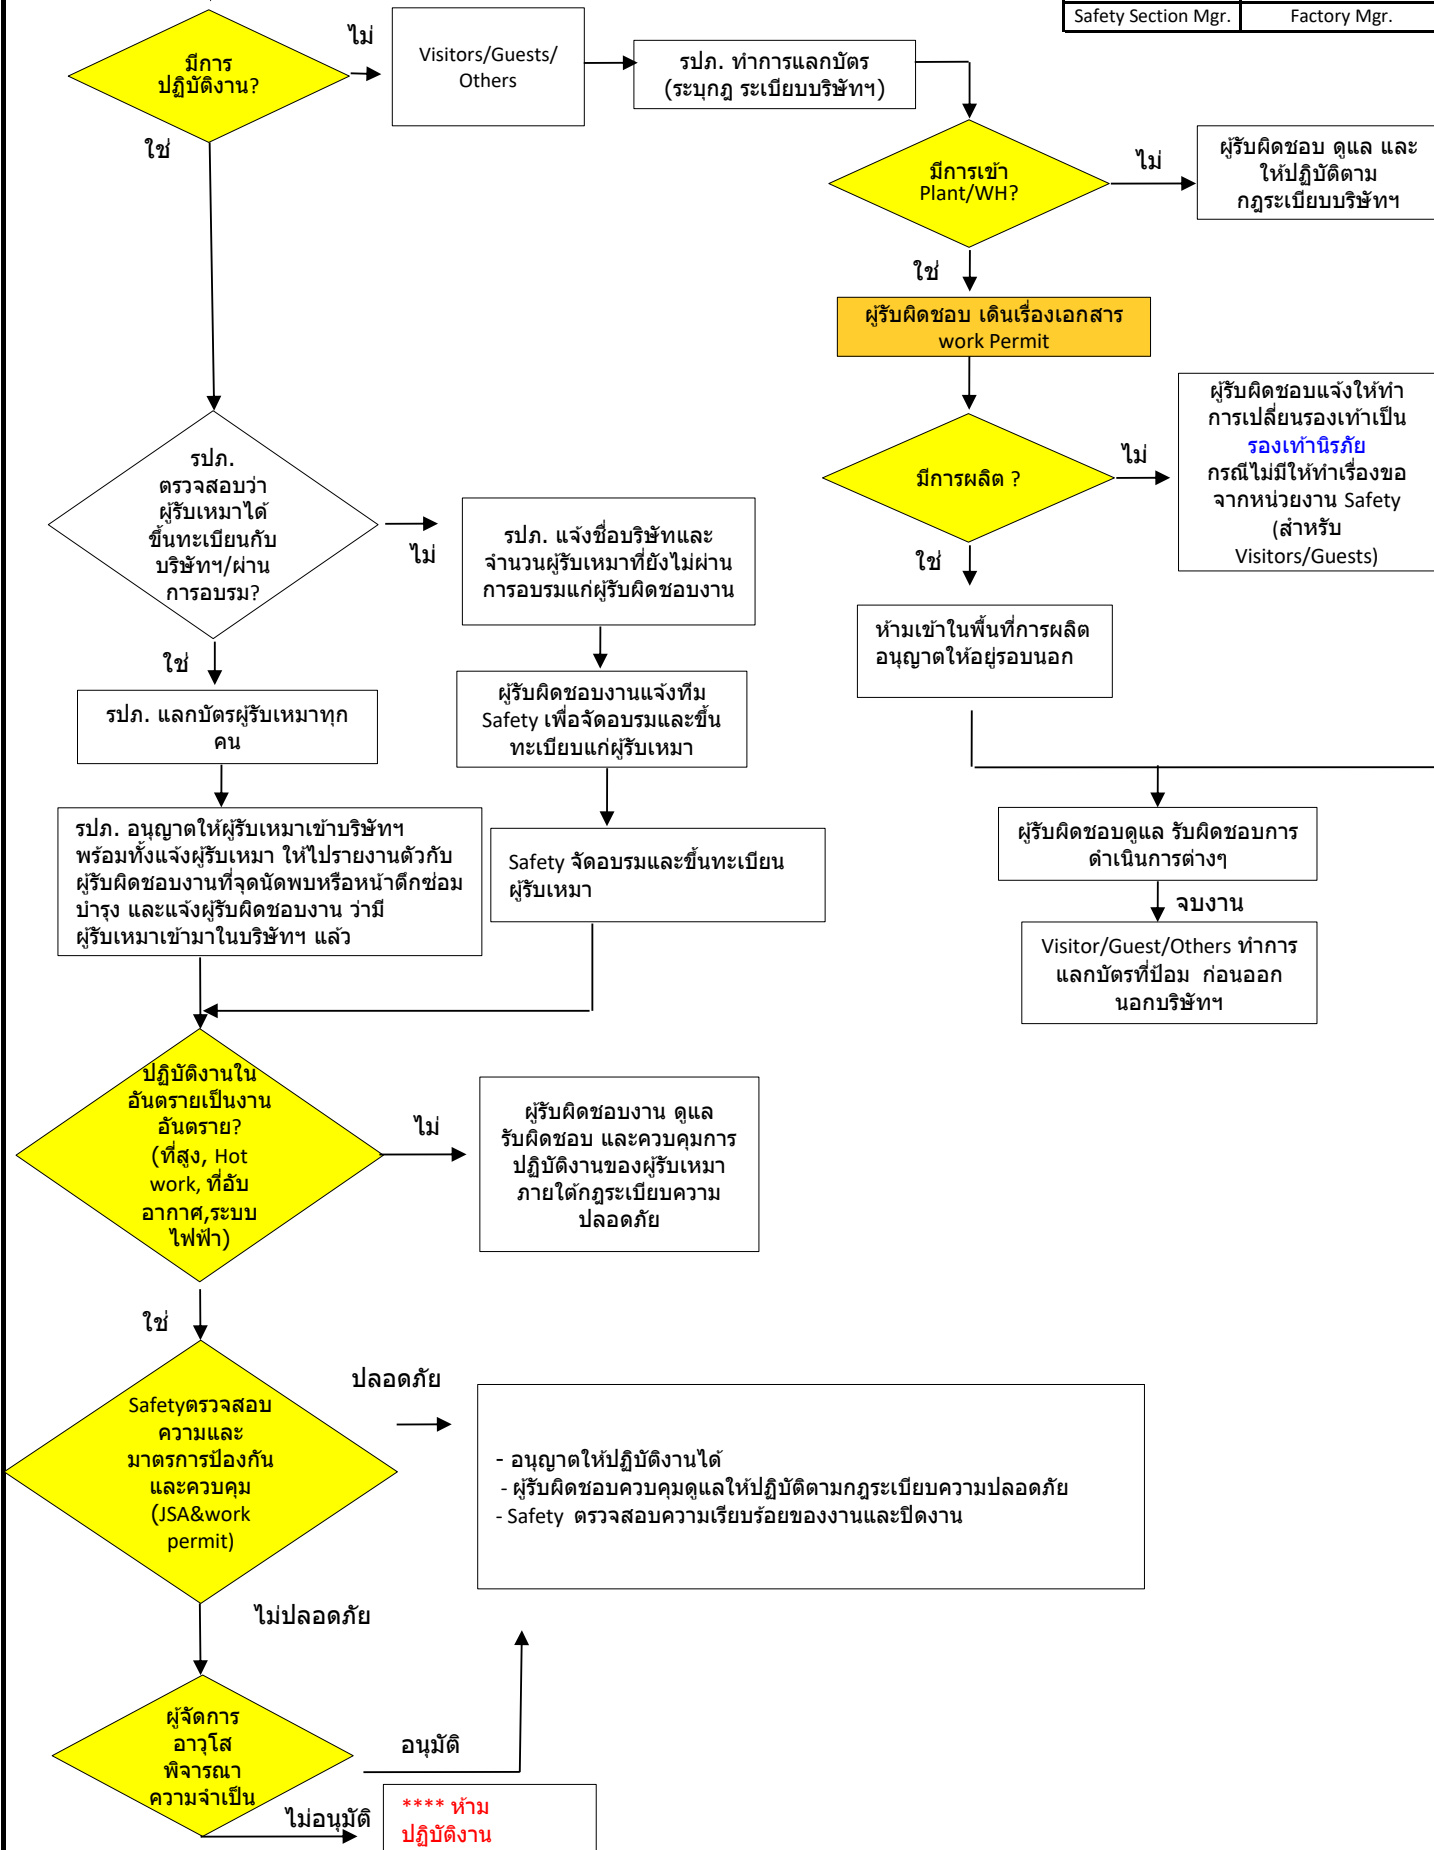 Safety Section Mgr. Factory Mgr.
มีการ
ปฏิบัติงาน?
ไม่
Visitors/Guests/
Others
รปภ. ทำการแลกบัตร
(ระบุกฎ ระเบียบบริษัทฯ)
ใช่
มีการเข้า
Plant/WH?
ไม่
ผู้รับผิดชอบ ดูแล และ
ให้ปฏิบัติตาม
กฎระเบียบบริษัทฯ
ใช่
ผู้รับผิดชอบ เดินเรื่องเอกสาร
work Permit
มีการผลิต ?
ไม่
ผู้รับผิดชอบแจ้งให้ทำ
การเปลี่ยนรองเท้าเป็น
รองเท้านิรภัย
กรณีไม่มีให้ทำเรื่องขอ
จากหน่วยงาน Safety
(สำหรับ
Visitors/Guests)
ใช่
ห้ามเข้าในพื้นที่การผลิต
อนุญาตให้อยู่รอบนอก
รปภ.
ตรวจสอบว่า
ผู้รับเหมาได้
ขึ้นทะเบียนกับ
บริษัทฯ/ผ่าน
การอบรม?
ไม่
รปภ. แจ้งชื่อบริษัทและ
จำนวนผู้รับเหมาที่ยังไม่ผ่าน
การอบรมแก่ผู้รับผิดชอบงาน
ใช่
รปภ. แลกบัตรผู้รับเหมาทุก
คน
ผู้รับผิดชอบงานแจ้งทีม
Safety เพื่อจัดอบรมและขึ้น
ทะเบียบแก่ผู้รับเหมา
รปภ. อนุญาตให้ผู้รับเหมาเข้าบริษัทฯ
พร้อมทั้งแจ้งผู้รับเหมา ให้ไปรายงานตัวกับ
ผู้รับผิดชอบงานที่จุดนัดพบหรือหน้าตึกซ่อม
บำรุง และแจ้งผู้รับผิดชอบงาน ว่ามี
ผู้รับเหมาเข้ามาในบริษัทฯ แล้ว
Safety จัดอบรมและขึ้นทะเบียน
ผู้รับเหมา
ผู้รับผิดชอบดูแล รับผิดชอบการ
ดำเนินการต่างๆ
จบงาน
Visitor/Guest/Others ทำการ
แลกบัตรที่ป้อม ก่อนออก
นอกบริษัทฯ
ปฏิบัติงานใน
อันตรายเป็นงาน
อันตราย?
(ที่สูง, Hot
work, ที่อับ
อากาศ,ระบบ
ไฟฟ้า)
ไม่
ผู้รับผิดชอบงาน ดูแล
รับผิดชอบ และควบคุมการ
ปฏิบัติงานของผู้รับเหมา
ภายใต้กฎระเบียบความ
ปลอดภัย
ใช่
Safetyตรวจสอบ
ความและ
มาตรการป้องกัน
และควบคุม
(JSA&work
permit)
ปลอดภัย
- อนุญาตให้ปฏิบัติงานได้
- ผู้รับผิดชอบควบคุมดูแลให้ปฏิบัติตามกฎระเบียบความปลอดภัย
- Safety ตรวจสอบความเรียบร้อยของงานและปิดงาน
ไม่ปลอดภัย
ผู้จัดการ
อาวุโส
พิจารณา
ความจำเป็น
อนุมัติ
ไม่อนุมัติ
**** ห้าม
ปฏิบัติงาน